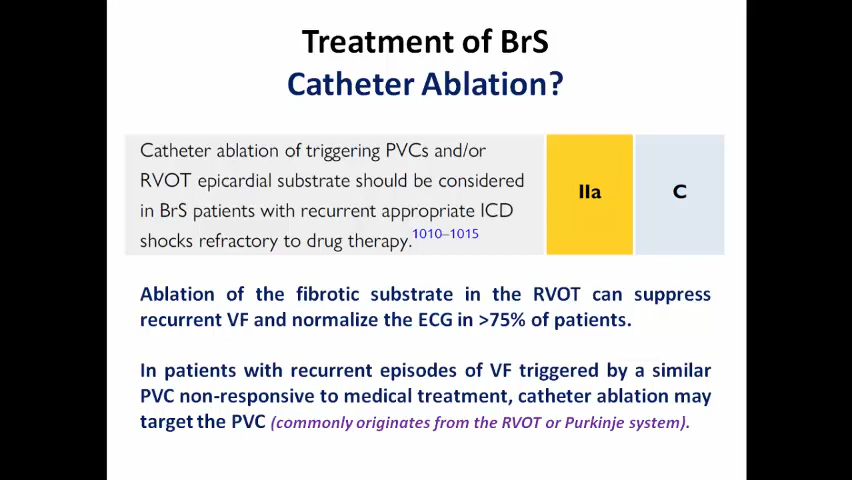 Treatment of BrS
Catheter Ablation?
Catheter ablation of triggering PVCs and/or
RVOT epicardial substrate should be considered
in BrS patients with recurrent appropriate ICD
shocks refractory to drug therapy.1010–1015
IIa
C
Ablation of the fibrotic substrate in the RVOT can suppress
recurrent VF and normalize the ECG in >75% of patients.
In patients with recurrent episodes of VF triggered by a similar
PVC non-responsive to medical treatment, catheter ablation may
target the PVC (commonly originates from the RVOT or Purkinje system).